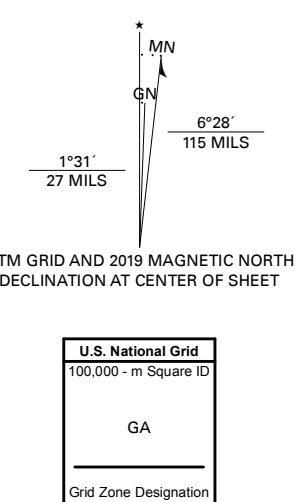 ★
MN
GN
6°28´
115 MILS
1°31´
27 MILS
TM GRID AND 2019 MAGNETIC NORTH
DECLINATION AT CENTER OF SHEET
U.S. National Grid
100,000 - m Square ID
GA
Grid Zone Designation